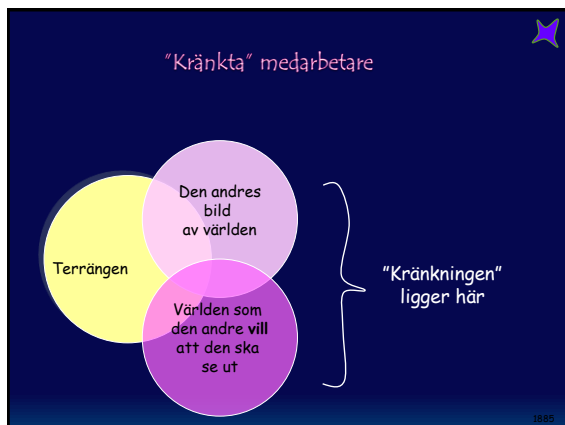 "Kränkta" medarbetare
Den andres
bild
av världen
Terrängen
"Kränkningen"
ligger här
Världen som
den andre vill
att den ska
se ut
1885